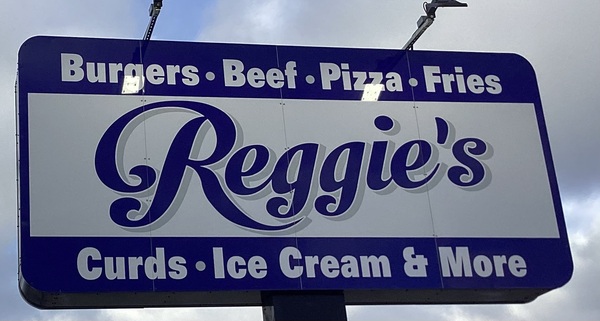 Burgers • Beef • Pizza • Fries
Reggie's
Curds • Ice Cream & More